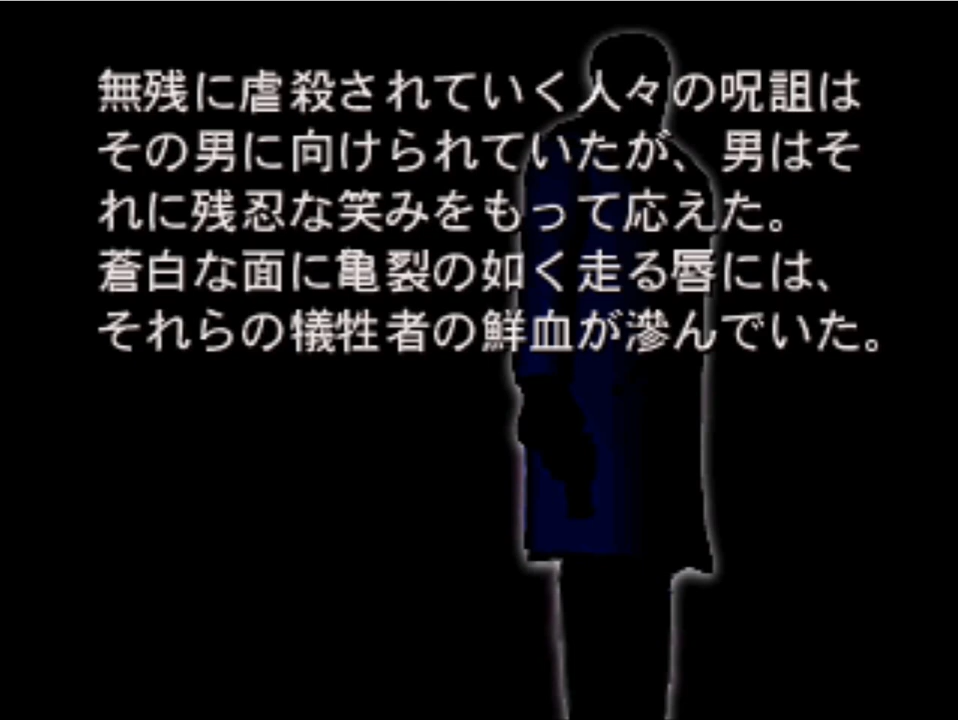 無残に虐殺されていく人々の呪詛は
その男に向けられていたが、男はそ
れに残忍な笑みをもって応えた。
蒼白な面に亀裂の如く走る唇には、
それらの犠牲者の鮮血が滲んでいた。